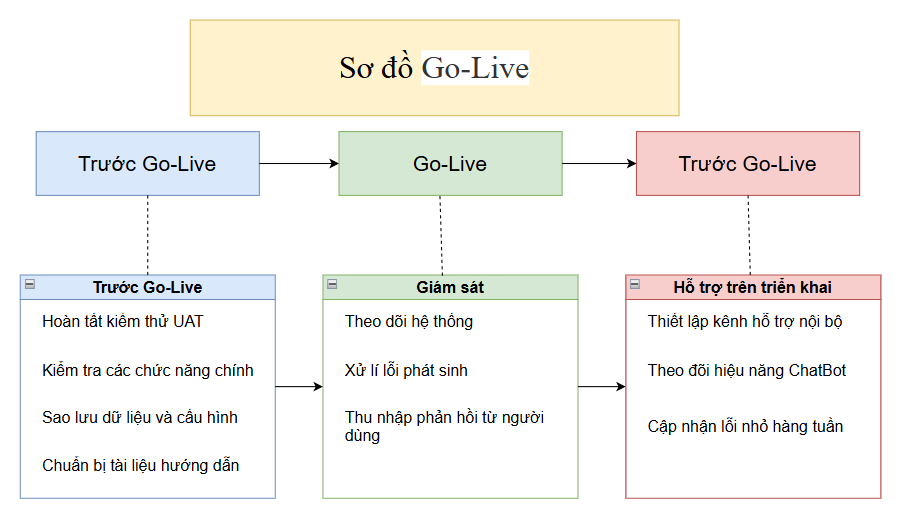 Sơ đồ Go-Live
Trước Go-Live
Go-Live
Trước Go-Live
Trước Go-Live
Hoàn tất kiểm thử UAT
Kiểm tra các chức năng chính
Sao lưu dữ liệu và cấu hình
Chuẩn bị tài liệu hướng dẫn
Giám sát
Theo dõi hệ thống
Xử lí lỗi phát sinh
Thu nhập phản hồi từ người
dùng
Hỗ trợ trên triển khai
Thiết lập kênh hỗ trợ nội bộ
Theo đõi hiệu năng ChatBot
Cập nhận lỗi nhỏ hàng tuần